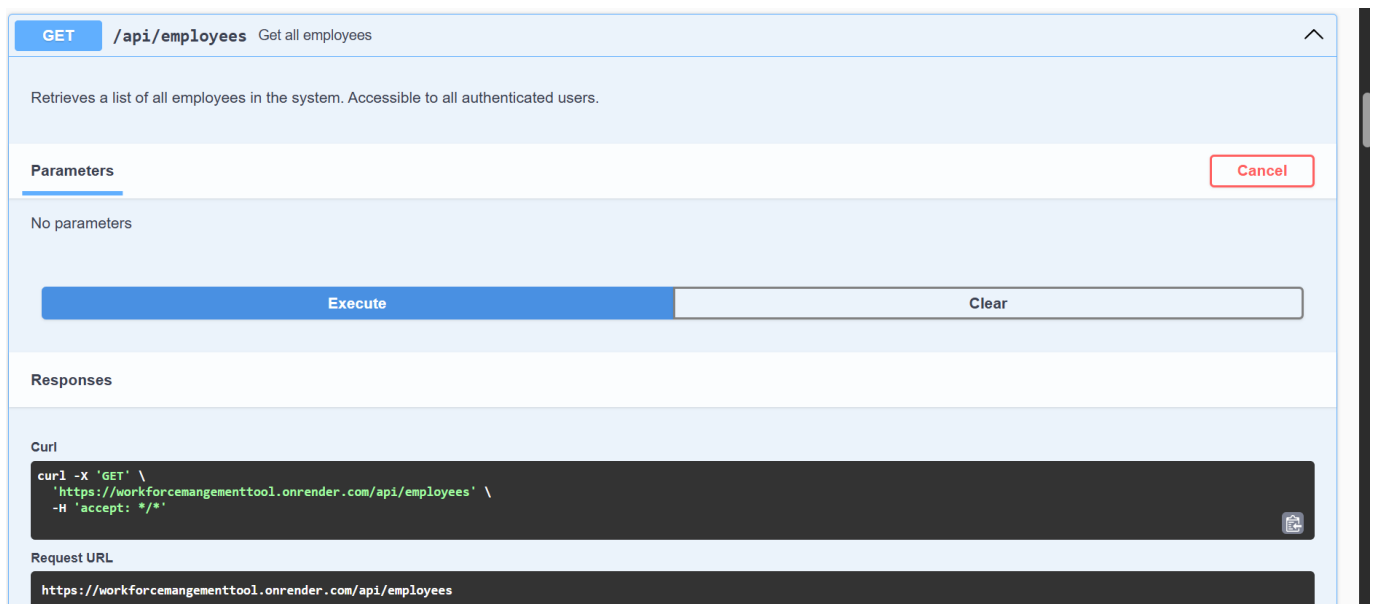 GET /api/employees Get all employees
Retrieves a list of all employees in the system. Accessible to all authenticated users.
Parameters Cancel
No parameters
Execute Clear
Responses
Curl
curl -X 'GET' \
'https://workforcemangementtool.onrender.com/api/employees' \
-H 'accept: */*'
Request URL
https://workforcemangementtool.onrender.com/api/employees